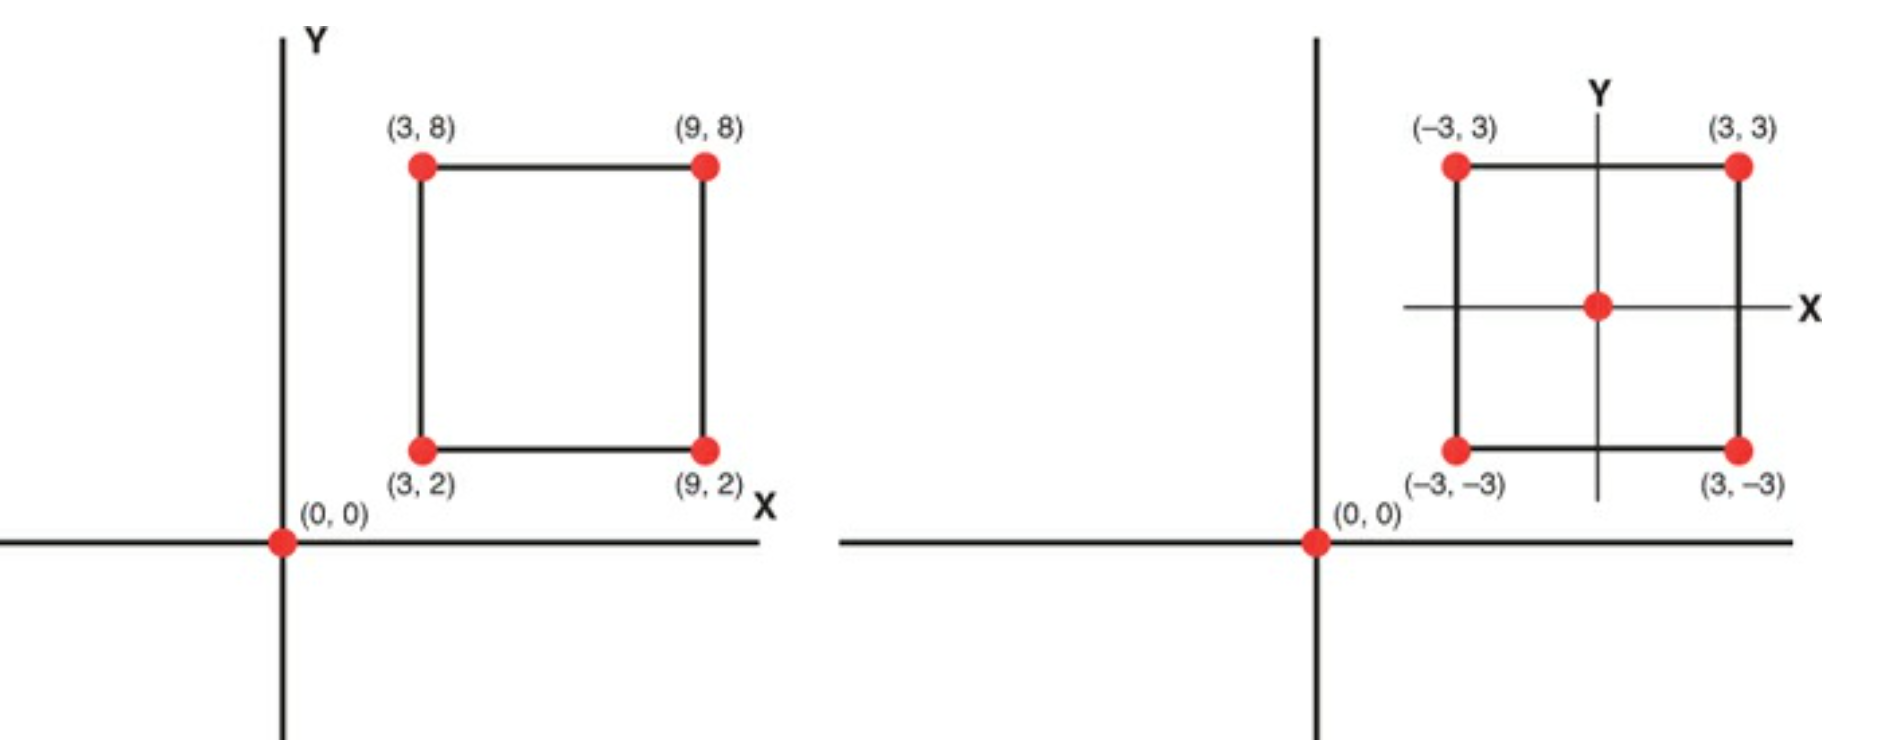 Y
(3, 8)
(9, 8)
(3, 2)
(9, 2)
X
(0, 0)
Y
(–3, 3)
(3, 3)
X
(–3, –3)
(3, –3)
(0, 0)